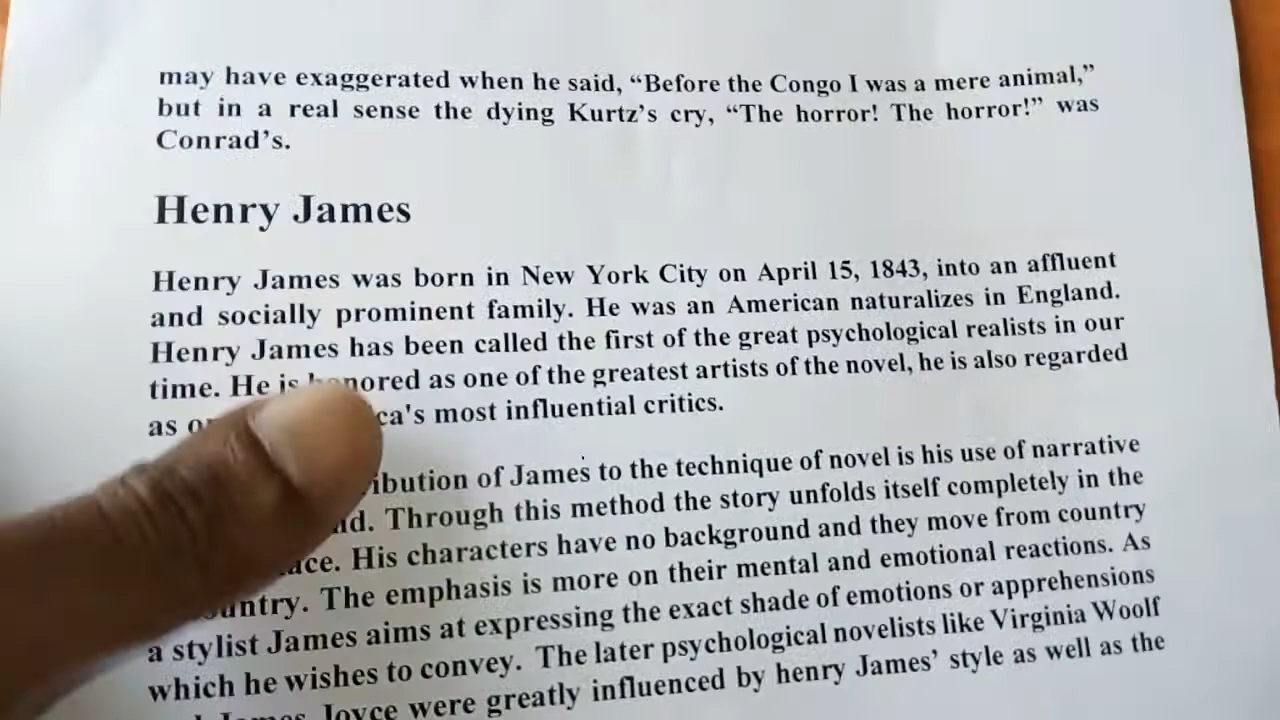 may have exaggerated when he said, “Before the Congo I was a mere animal,”
but in a real sense the dying Kurtz’s cry, “The horror! The horror!” was
Conrad’s.
Henry James
Henry James was born in New York City on April 15, 1843, into an affluent
and socially prominent family. He was an American naturalizes in England.
Henry James has been called the first of the great psychological realists in our
time. He is honored as one of the greatest artists of the novel, he is also regarded
as most influential critics.
of James to the technique of novel is his use of narrative
Through this method the story unfolds itself completely in the
His characters have no background and they move from country
The emphasis is more on their mental and emotional reactions. As
a stylist James aims at expressing the exact shade of emotions or apprehensions
which he wishes to convey. The later psychological novelists like Virginia Woolf
James Joyce were greatly influenced by henry James’ style as well as the